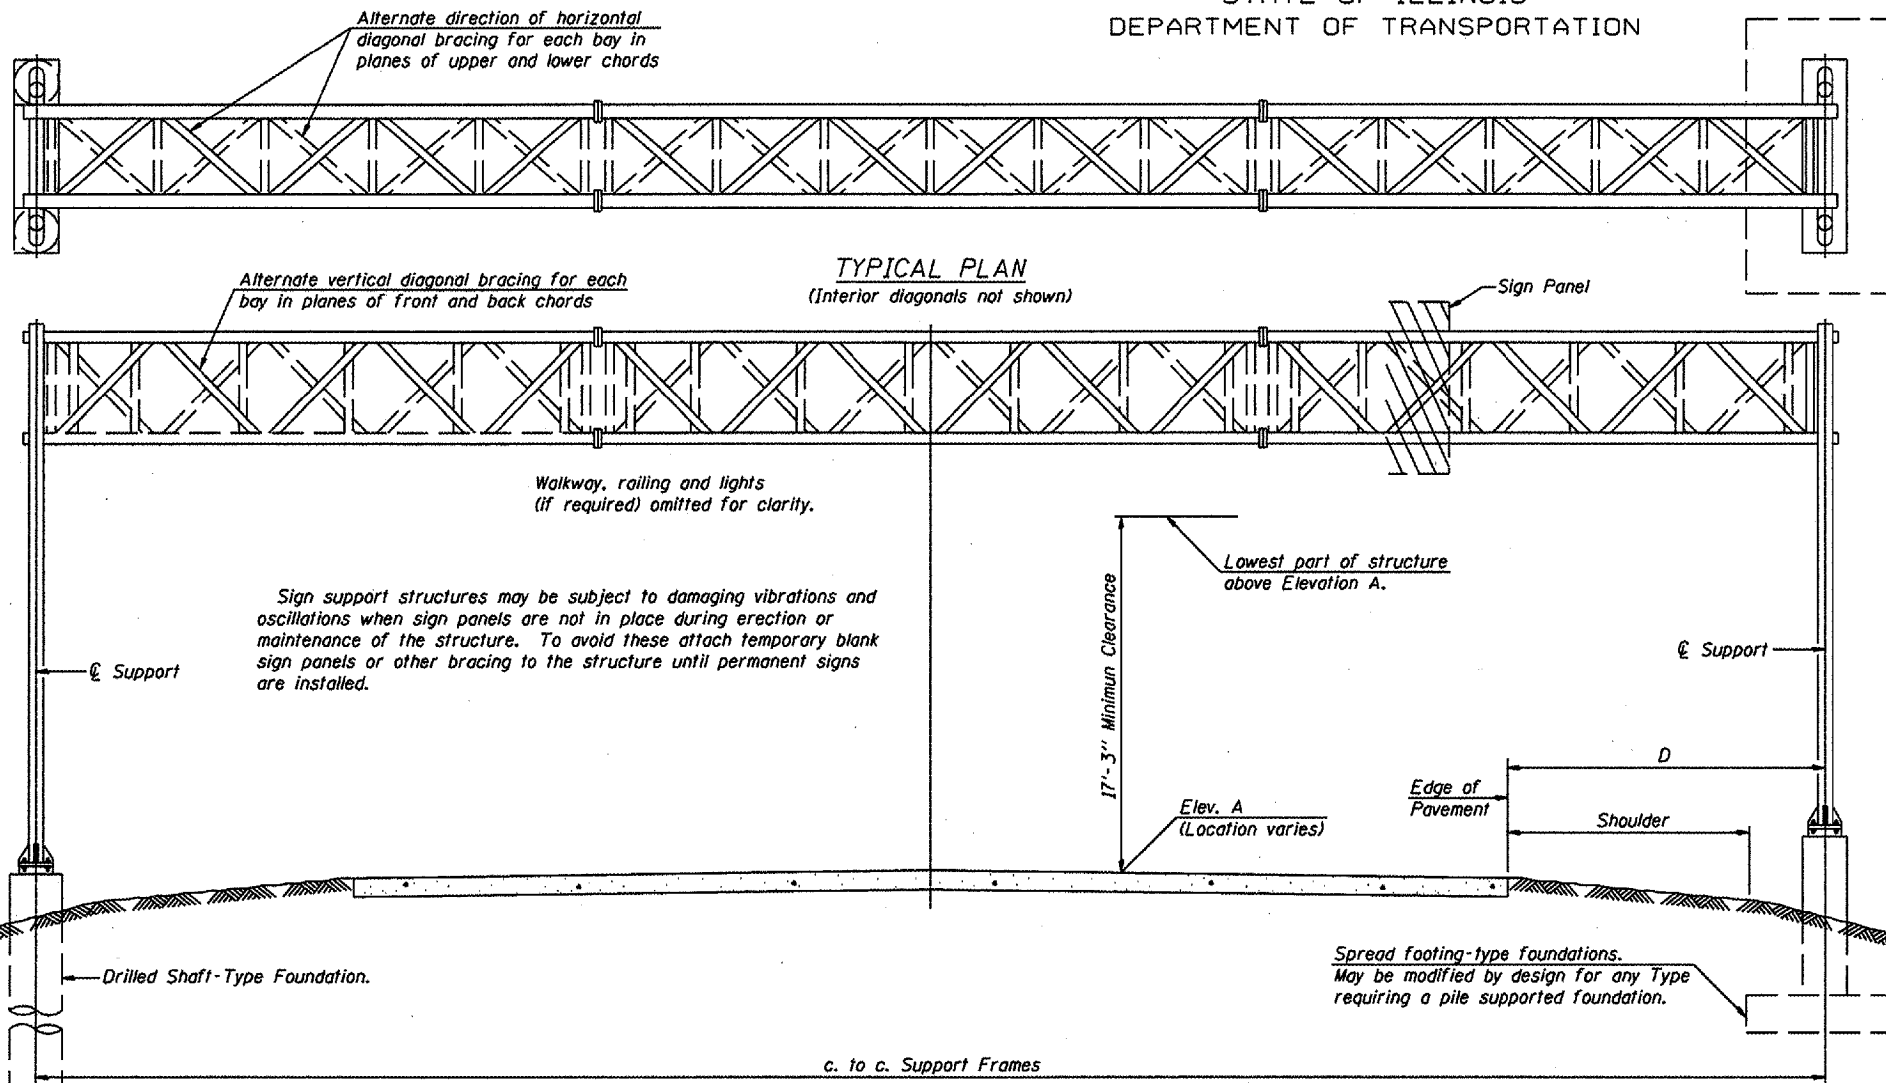 STATE OF ILLINOIS
DEPARTMENT OF TRANSPORTATION
Alternate direction of horizontal
diagonal bracing for each bay in
planes of upper and lower chords
TYPICAL PLAN
(Interior diagonals not shown)
Alternate vertical diagonal bracing for each
bay in planes of front and back chords
Sign Panel
Walkway, railing and lights
(if required) omitted for clarity.
Lowest part of structure
above Elevation A.
Sign support structures may be subject to damaging vibrations and
oscillations when sign panels are not in place during erection or
maintenance of the structure. To avoid these attach temporary blank
sign panels or other bracing to the structure until permanent signs
are installed.
℄ Support
℄ Support
17'-3" Minimun Clearance
D
Edge of
Pavement
Shoulder
Elev. A
(Location varies)
Drilled Shaft-Type Foundation.
Spread footing-type foundations.
May be modified by design for any Type
requiring a pile supported foundation.
c. to c. Support Frames